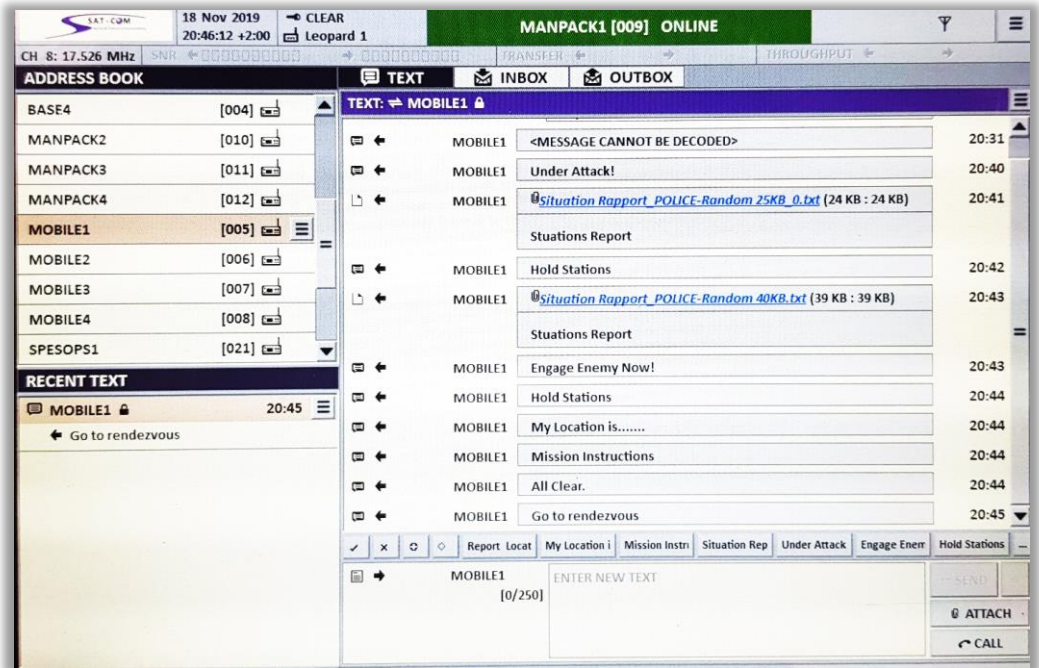 SAT-COM
18 Nov 2019
20:46:12 +2:00
CLEAR
Leopard 1
MANPACK1 [009] ONLINE
CH 8: 17.526 MHz SNR TRANSFER THROUGHPUT
ADDRESS BOOK
BASE4 [004]
MANPACK2 [010]
MANPACK3 [011]
MANPACK4 [012]
MOBILE1 [005]
MOBILE2 [006]
MOBILE3 [007]
MOBILE4 [008]
SPESOPS1 [021]
RECENT TEXT
MOBILE1 20:45
Go to rendezvous
TEXT INBOX OUTBOX
TEXT: MOBILE1
MOBILE1 <MESSAGE CANNOT BE DECODED> 20:31
MOBILE1 Under Attack! 20:40
MOBILE1 Situation Rapport_POLICE-Random 25KB_0.txt (24 KB : 24 KB) 20:41
Stuations Report
MOBILE1 Hold Stations 20:42
MOBILE1 Situation Rapport_POLICE-Random 40KB.txt (39 KB : 39 KB) 20:43
Stuations Report
MOBILE1 Engage Enemy Now! 20:43
MOBILE1 Hold Stations 20:44
MOBILE1 My Location is....... 20:44
MOBILE1 Mission Instructions 20:44
MOBILE1 All Clear. 20:44
MOBILE1 Go to rendezvous 20:45
Report Locat My Location i Mission Instri Situation Rep Under Attack Engage Enem Hold Stations
MOBILE1 ENTER NEW TEXT
[0/250]
SEND
ATTACH
CALL